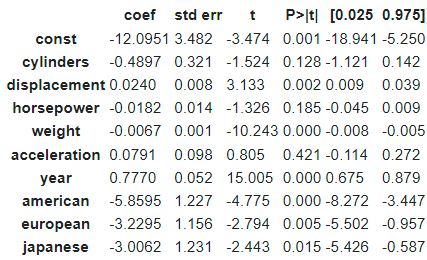 coef std err t P>|t| [0.025 0.975]
const -12.0951 3.482 -3.474 0.001 -18.941 -5.250
cylinders -0.4897 0.321 -1.524 0.128 -1.121 0.142
displacement 0.0240 0.008 3.133 0.002 0.009 0.039
horsepower -0.0182 0.014 -1.326 0.185 -0.045 0.009
weight -0.0067 0.001 -10.243 0.000 -0.008 -0.005
acceleration 0.0791 0.098 0.805 0.421 -0.114 0.272
year 0.7770 0.052 15.005 0.000 0.675 0.879
american -5.8595 1.227 -4.775 0.000 -8.272 -3.447
european -3.2295 1.156 -2.794 0.005 -5.502 -0.957
japanese -3.0062 1.231 -2.443 0.015 -5.426 -0.587